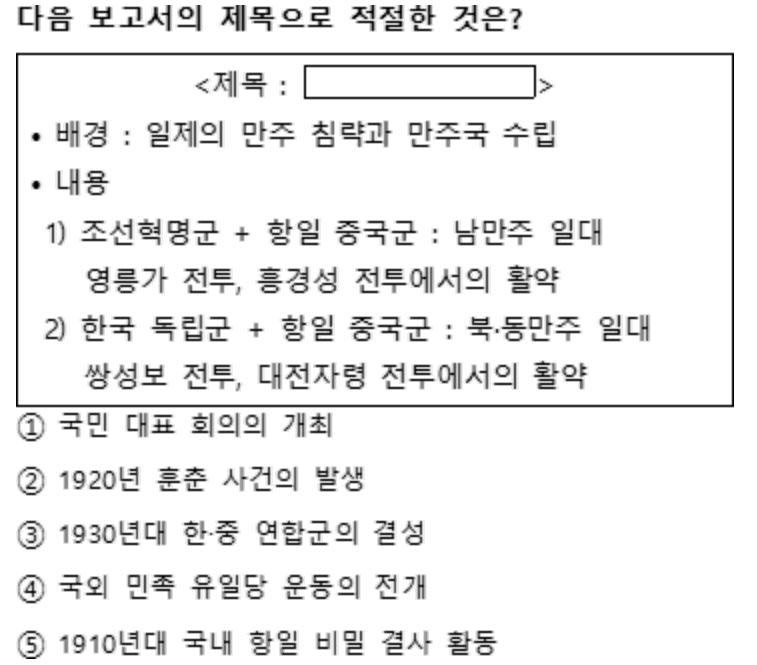 다음 보고서의 제목으로 적절한 것은?
<제목 : >
• 배경 : 일제의 만주 침략과 만주국 수립
• 내용
1) 조선혁명군 + 항일 중국군 : 남만주 일대
영릉가 전투, 흥경성 전투에서의 활약
2) 한국 독립군 + 항일 중국군 : 북·동만주 일대
쌍성보 전투, 대전자령 전투에서의 활약
① 국민 대표 회의의 개최
② 1920년 훈춘 사건의 발생
③ 1930년대 한·중 연합군의 결성
④ 국외 민족 유일당 운동의 전개
⑤ 1910년대 국내 항일 비밀 결사 활동